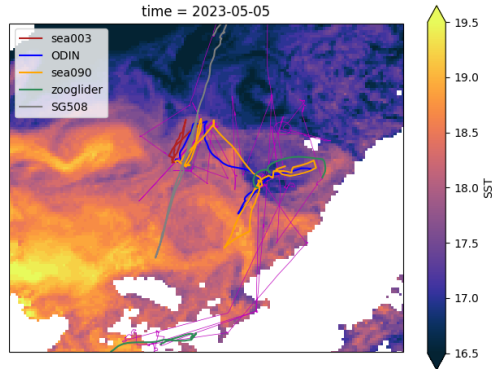 time = 2023-05-05
sea003
ODIN
sea090
zooglider
SG508
19.5
19.0
18.5
18.0
17.5
17.0
16.5
SST